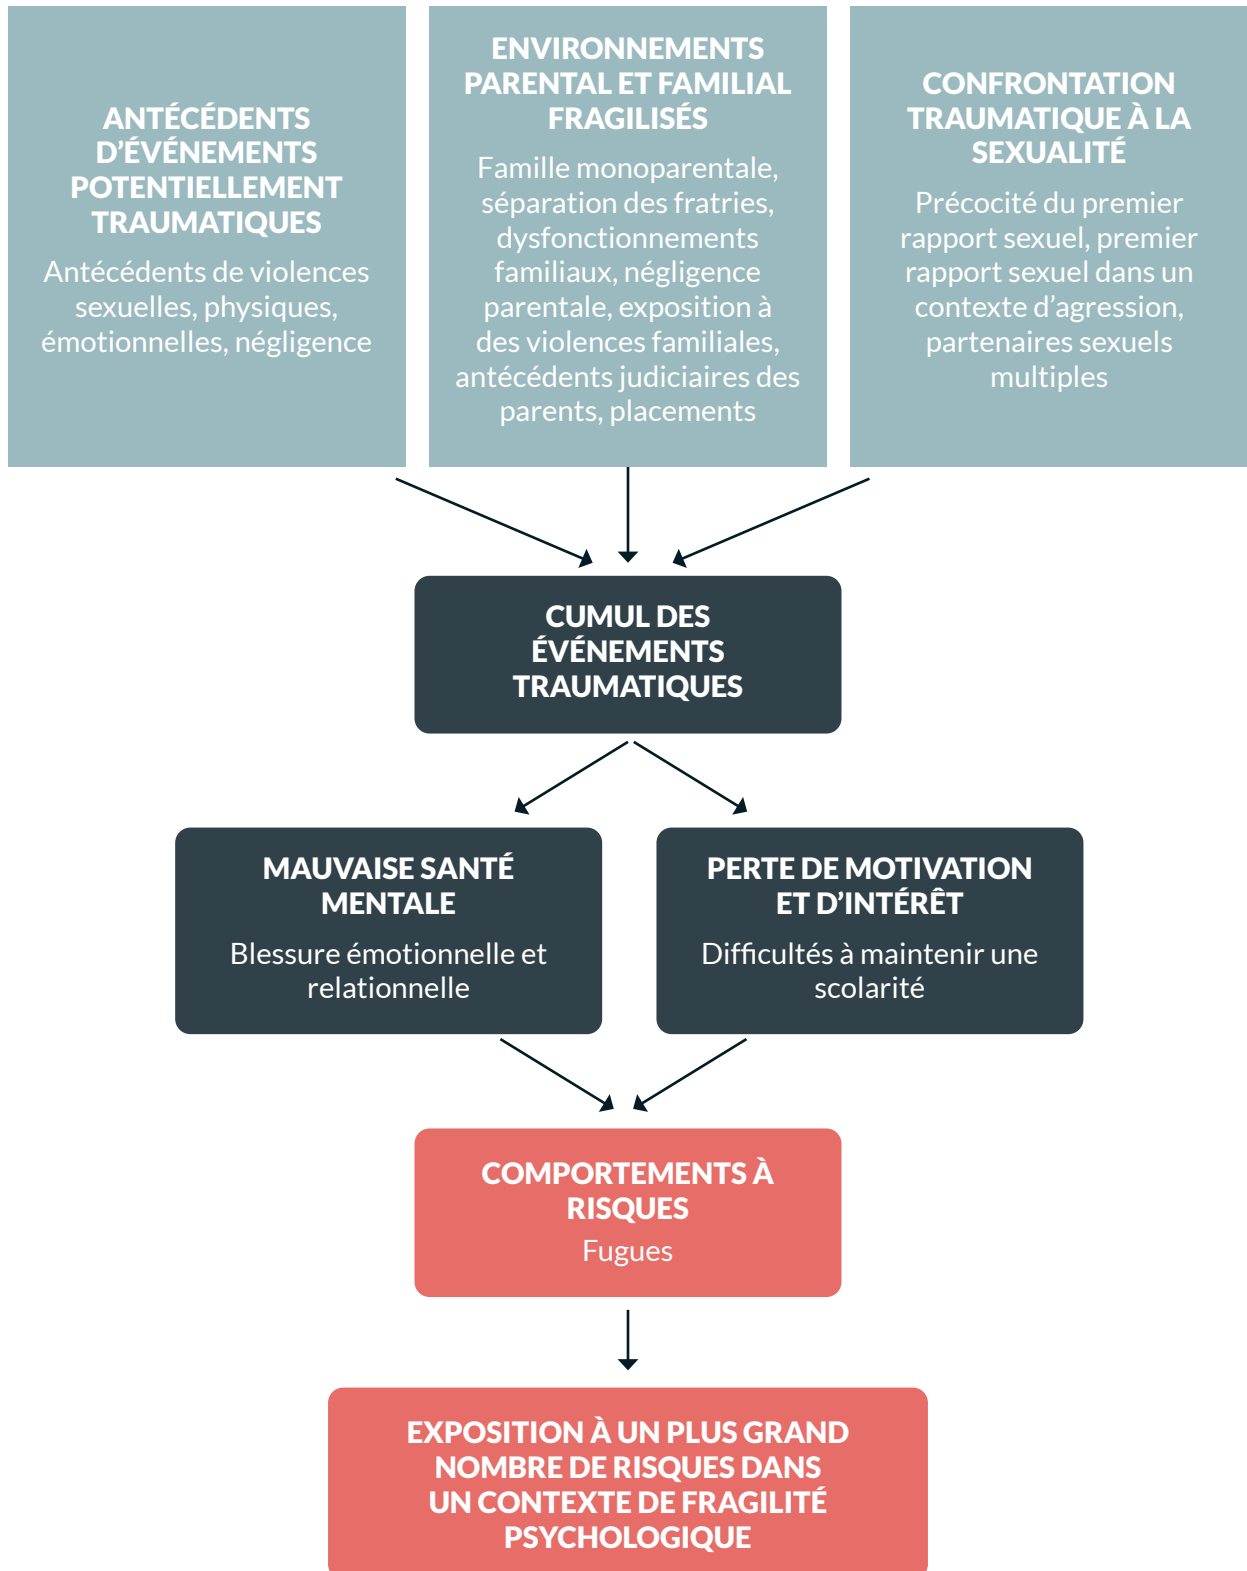 ANTÉCÉDENTS
D’ÉVÉNEMENTS
POTENTIELLEMENT
TRAUMATIQUES
Antécédents de violences
sexuelles, physiques,
émotionnelles, négligence
ENVIRONNEMENTS
PARENTAL ET FAMILIAL
FRAGILISÉS
Famille monoparentale,
séparation des fratries,
dysfonctionnements
familiaux, négligence
parentale, exposition à
des violences familiales,
antécédents judiciaires des
parents, placements
CONFRONTATION
TRAUMATIQUE À LA
SEXUALITÉ
Précocité du premier
rapport sexuel, premier
rapport sexuel dans un
contexte d’agression,
partenaires sexuels
multiples
CUMUL DES
ÉVÉNEMENTS
TRAUMATIQUES
MAUVAISE SANTÉ
MENTALE
Blessure émotionnelle et
relationnelle
PERTE DE MOTIVATION
ET D’INTÉRÊT
Difficultés à maintenir une
scolarité
COMPORTEMENTS À
RISQUES
Fugues
EXPOSITION À UN PLUS GRAND
NOMBRE DE RISQUES DANS
UN CONTEXTE DE FRAGILITÉ
PSYCHOLOGIQUE